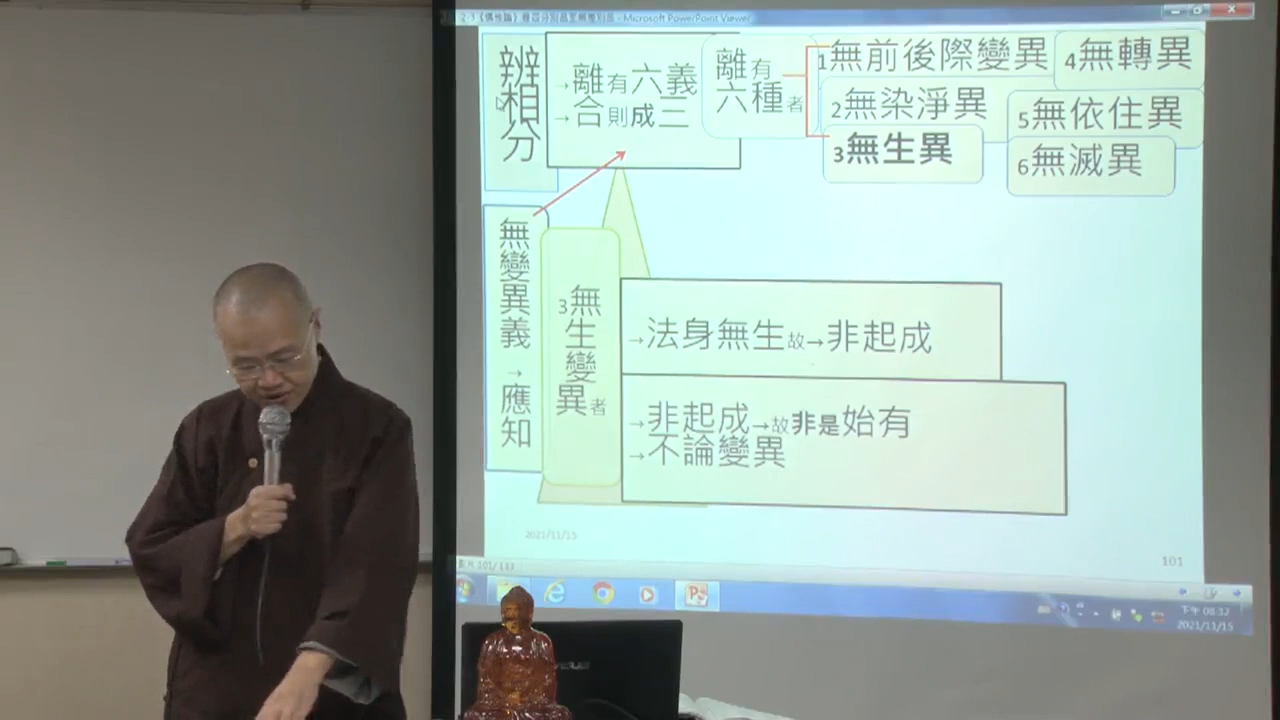 2-3《佛性論》卷四分別品至無差別品 - Microsoft PowerPoint Viewer
辨相分
→離有六義
→合則成三
離有
六種者
1無前後際變異
2無染淨異
3無生異
4無轉異
5無依住異
6無滅異
無變異義→應知
3無生變異者
→法身無生故→非起成
→非起成→故非是始有
→不論變異
2021/11/15
101
101/133
下午 08:32
2021/11/15